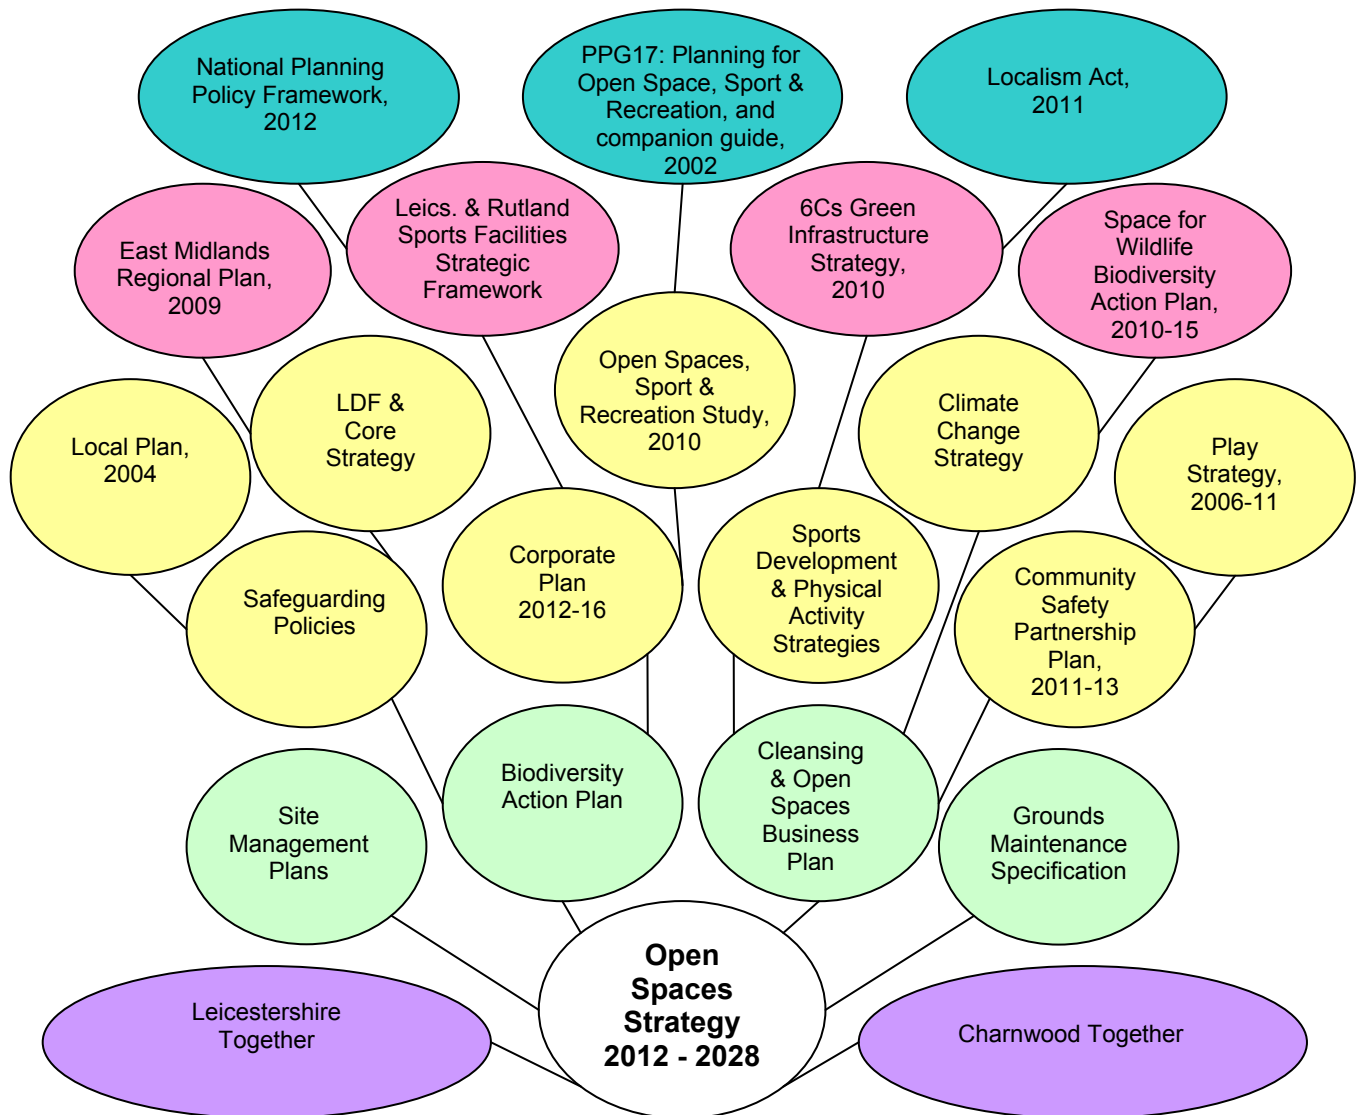 National Planning
Policy Framework,
2012
PPG17: Planning for
Open Space, Sport &
Recreation, and
companion guide,
2002
Localism Act,
2011
East Midlands
Regional Plan,
2009
Leics. & Rutland
Sports Facilities
Strategic
Framework
6Cs Green
Infrastructure
Strategy,
2010
Space for
Wildlife
Biodiversity
Action Plan,
2010-15
Local Plan,
2004
LDF &
Core
Strategy
Open Spaces,
Sport &
Recreation Study,
2010
Climate
Change
Strategy
Play
Strategy,
2006-11
Safeguarding
Policies
Corporate
Plan
2012-16
Sports
Development
& Physical
Activity
Strategies
Community
Safety
Partnership
Plan,
2011-13
Site
Management
Plans
Biodiversity
Action Plan
Cleansing
& Open
Spaces
Business
Plan
Grounds
Maintenance
Specification
Leicestershire
Together
Open
Spaces
Strategy
2012 - 2028
Charnwood Together